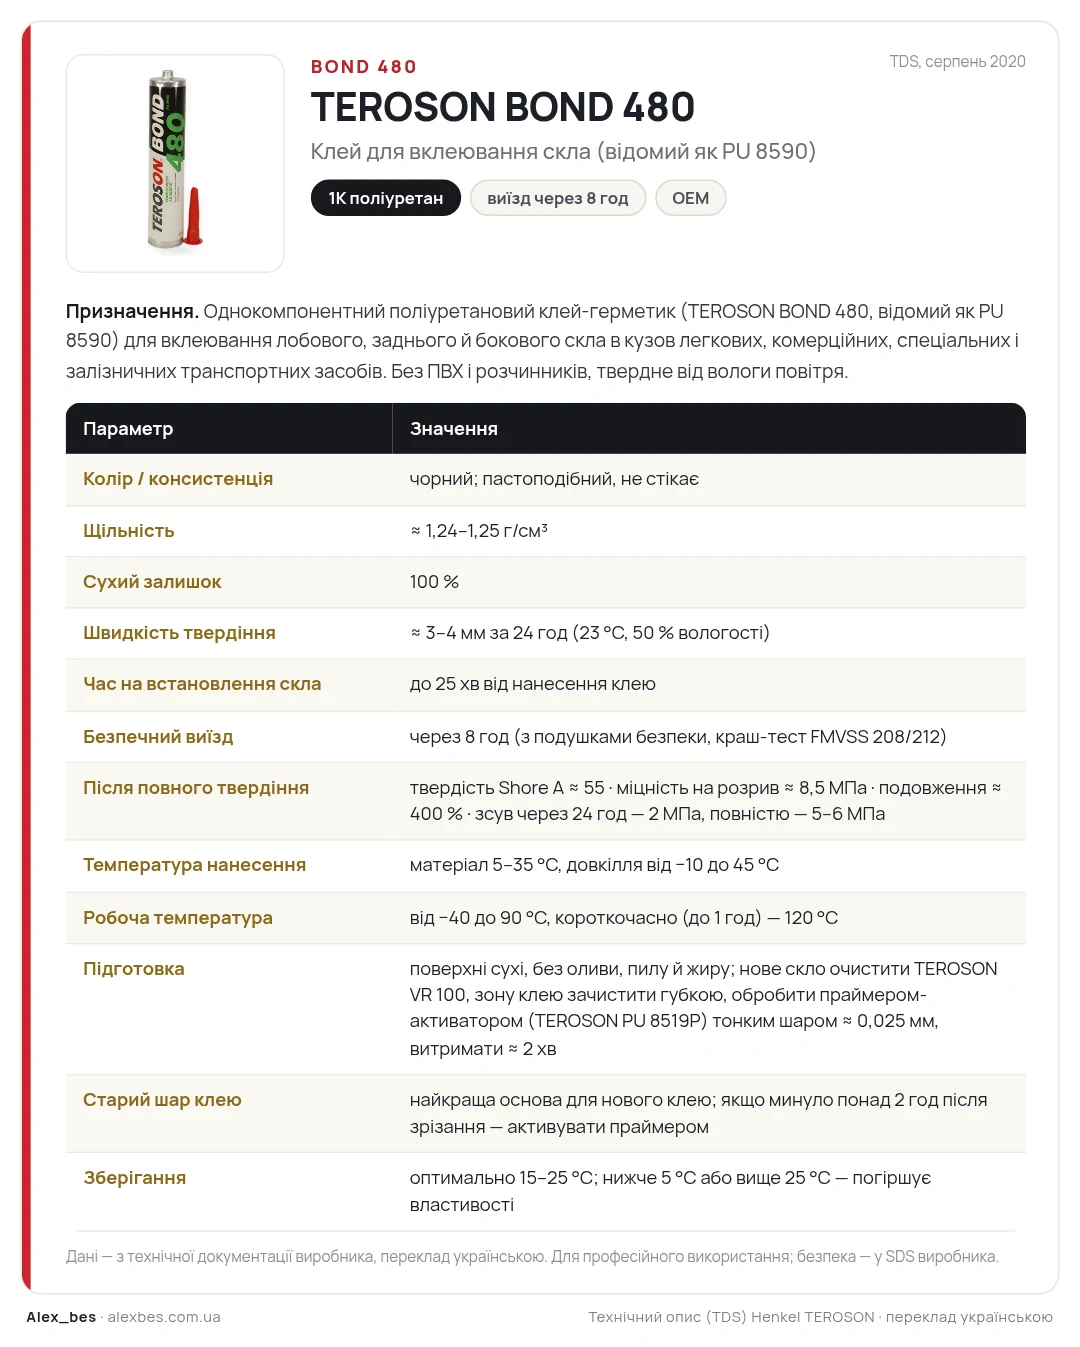 TEROSON BOND
480
BOND 480
TDS, серпень 2020
TEROSON BOND 480
Клей для вклеювання скла (відомий як PU 8590)
1К поліуретан
виїзд через 8 год
OEM
Призначення. Однокомпонентний поліуретановий клей-герметик (TEROSON BOND 480, відомий як PU
8590) для вклеювання лобового, заднього й бокового скла в кузов легкових, комерційних, спеціальних і
залізничних транспортних засобів. Без ПВХ і розчинників, твердне від вологи повітря.
Параметр
Значення
Колір / консистенція
чорний; пастоподібний, не стікає
Щільність
≈ 1,24–1,25 г/см³
Сухий залишок
100 %
Швидкість твердіння
≈ 3–4 мм за 24 год (23 °C, 50 % вологості)
Час на встановлення скла
до 25 хв від нанесення клею
Безпечний виїзд
через 8 год (з подушками безпеки, краш-тест FMVSS 208/212)
Після повного твердіння
твердість Shore A ≈ 55 · міцність на розрив ≈ 8,5 МПа · подовження ≈
400 % · зсув через 24 год — 2 МПа, повністю — 5–6 МПа
Температура нанесення
матеріал 5–35 °C, довкілля від −10 до 45 °C
Робоча температура
від −40 до 90 °C, короткочасно (до 1 год) — 120 °C
Підготовка
поверхні сухі, без оливи, пилу й жиру; нове скло очистити TEROSON
VR 100, зону клею зачистити губкою, обробити праймером-
активатором (TEROSON PU 8519P) тонким шаром ≈ 0,025 мм,
витримати ≈ 2 хв
Старий шар клею
найкраща основа для нового клею; якщо минуло понад 2 год після
зрізання — активувати праймером
Зберігання
оптимально 15–25 °C; нижче 5 °C або вище 25 °C — погіршує
властивості
Дані — з технічної документації виробника, переклад українською. Для професійного використання; безпека — у SDS виробника.
Alex_bes · alexbes.com.ua
Технічний опис (TDS) Henkel TEROSON · переклад українською